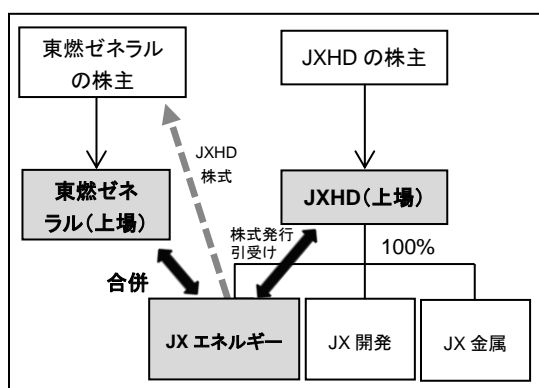 東燃ゼネラル
の株主
JXHD の株主
JXHD
株式
東燃ゼネ
ラル(上場)
JXHD(上場)
株式発行
引受け
100%
合併
JX エネルギー
JX 開発
JX 金属